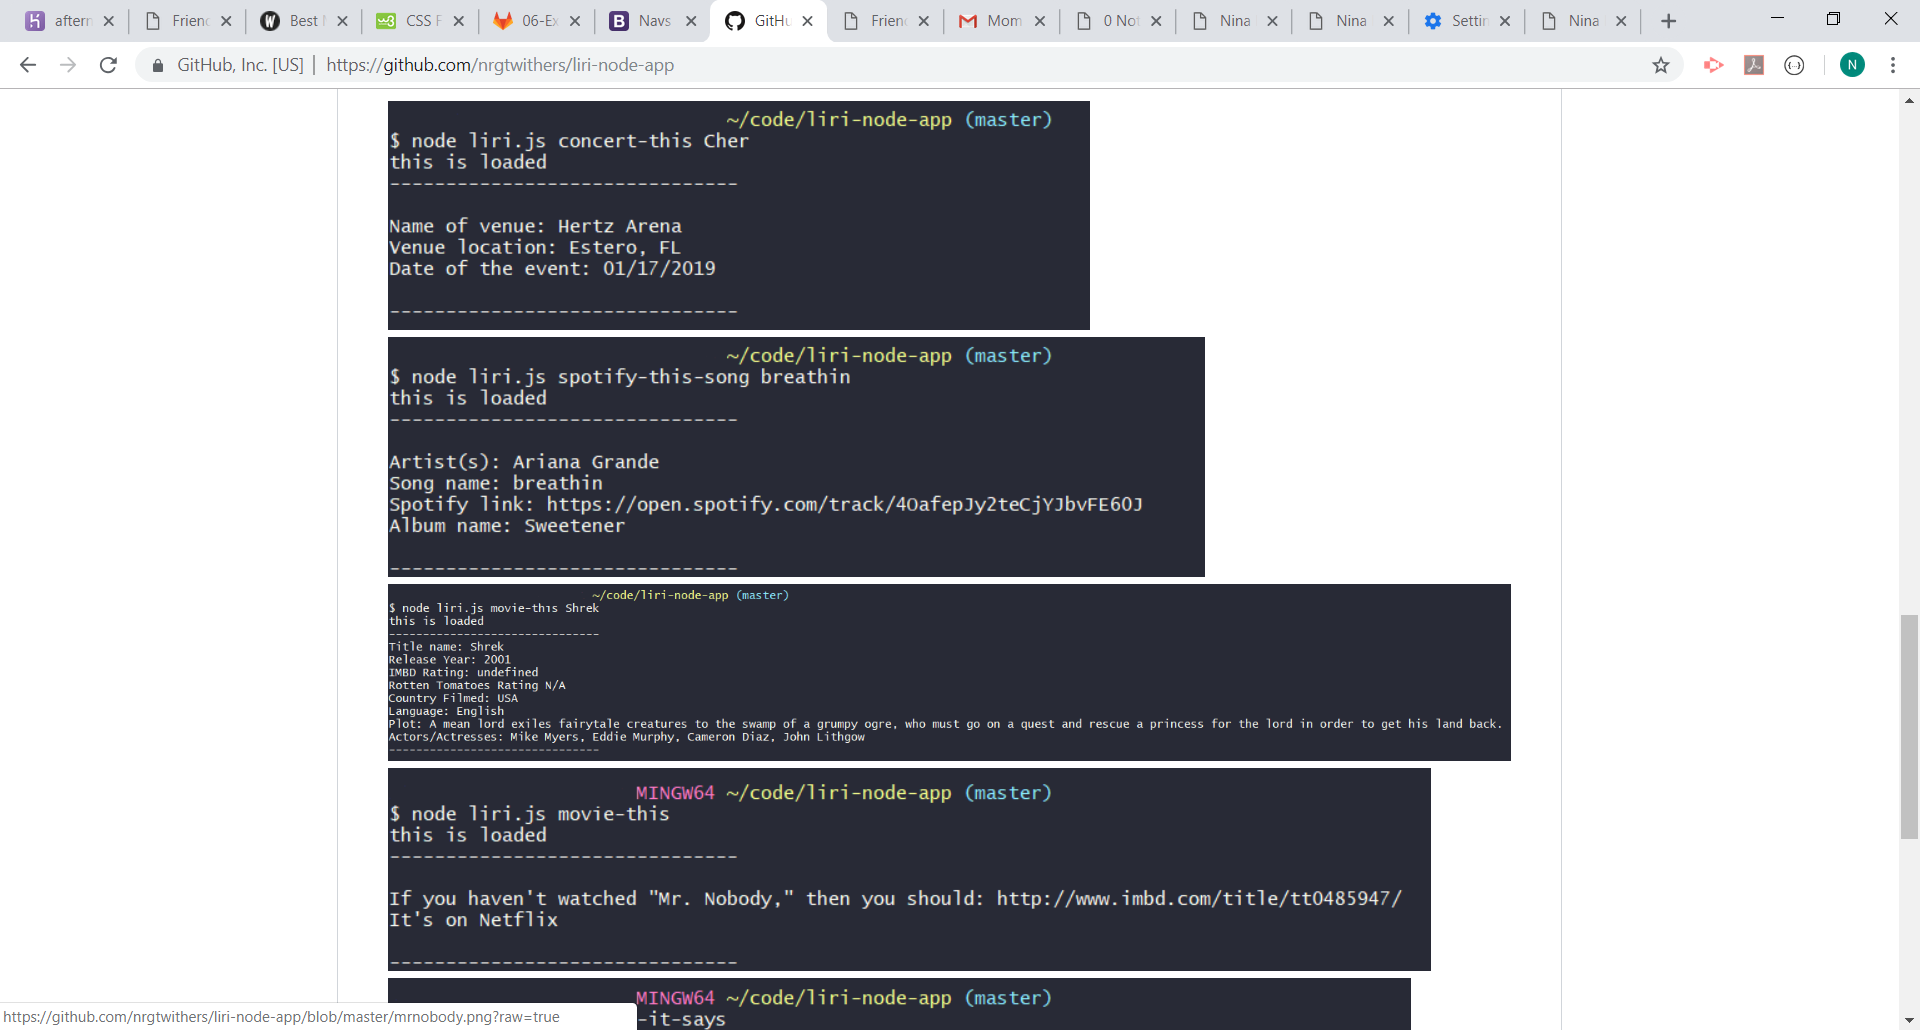 aftern
Frienc
Best
CSS F
06-Ex
Navs
GitHu
Frienc
Mom
0 Not
Nina
Nina
Settin
Nina
GitHub, Inc. [US] | https://github.com/nrgtwithers/liri-node-app
N
~/code/liri-node-app (master)
$ node liri.js concert-this Cher
this is loaded
-------------------------------
Name of venue: Hertz Arena
Venue location: Estero, FL
Date of the event: 01/17/2019
-------------------------------
~/code/liri-node-app (master)
$ node liri.js spotify-this-song breathin
this is loaded
-------------------------------
Artist(s): Ariana Grande
Song name: breathin
Spotify link: https://open.spotify.com/track/4OafepJy2teCjYJbvFE60J
Album name: Sweetener
-------------------------------
~/code/liri-node-app (master)
$ node liri.js movie-this Shrek
this is loaded
-------------------------------
Title name: Shrek
Release Year: 2001
IMBD Rating: undefined
Rotten Tomatoes Rating N/A
Country Filmed: USA
Language: English
Plot: A mean lord exiles fairytale creatures to the swamp of a grumpy ogre, who must go on a quest and rescue a princess for the lord in order to get his land back.
Actors/Actresses: Mike Myers, Eddie Murphy, Cameron Diaz, John Lithgow
-------------------------------
MINGW64 ~/code/liri-node-app (master)
$ node liri.js movie-this
this is loaded
-------------------------------
If you haven't watched "Mr. Nobody," then you should: http://www.imbd.com/title/tt0485947/
It's on Netflix
-------------------------------
MINGW64 ~/code/liri-node-app (master)
-it-says
https://github.com/nrgtwithers/liri-node-app/blob/master/mrnobody.png?raw=true